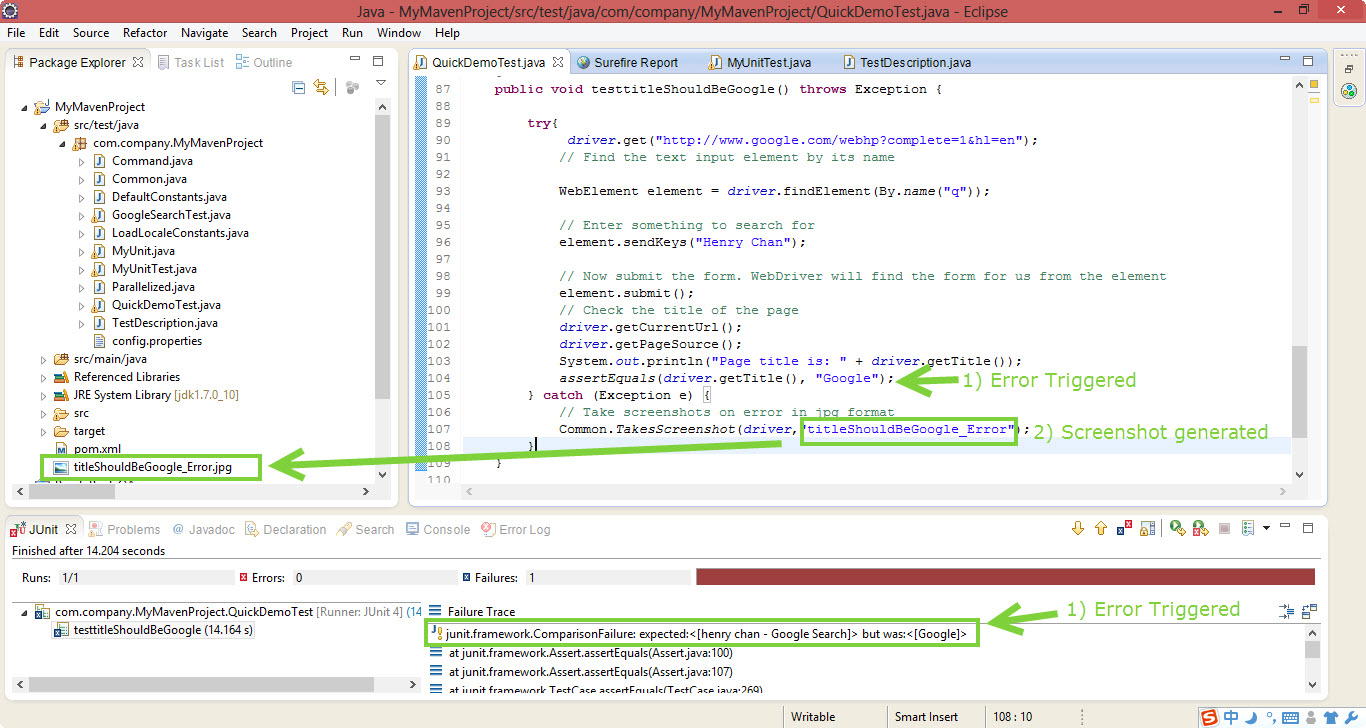 Java - MyMavenProject/src/test/java/com/company/MyMavenProject/QuickDemoTest.java - Eclipse
File Edit Source Refactor Navigate Search Project Run Window Help
Package Explorer Task List Outline
MyMavenProject
src/test/java
com.company.MyMavenProject
Command.java
Common.java
DefaultConstants.java
GoogleSearchTest.java
LoadLocaleConstants.java
MyUnit.java
MyUnitTest.java
Parallelized.java
QuickDemoTest.java
TestDescription.java
config.properties
src/main/java
Referenced Libraries
JRE System Library [jdk1.7.0_10]
src
target
pom.xml
titleShouldBeGoogle_Error.jpg
QuickDemoTest.java Surefire Report MyUnitTest.java TestDescription.java
87 public void testtitleShouldBeGoogle() throws Exception {
88
89 try{
90 driver.get("http://www.google.com/webhp?complete=1&hl=en");
91 // Find the text input element by its name
92
93 WebElement element = driver.findElement(By.name("q"));
94
95 // Enter something to search for
96 element.sendKeys("Henry Chan");
97
98 // Now submit the form. WebDriver will find the form for us from the element
99 element.submit();
100 // Check the title of the page
101 driver.getCurrentUrl();
102 driver.getPageSource();
103 System.out.println("Page title is: " + driver.getTitle());
104 assertEquals(driver.getTitle(), "Google"); 1) Error Triggered
105 } catch (Exception e) {
106 // Take screenshots on error in jpg format
107 Common.TakesScreenshot(driver,"titleShouldBeGoogle_Error"); 2) Screenshot generated
108 }
109 }
110
JUnit Problems @ Javadoc Declaration Search Console Error Log
Finished after 14.204 seconds
Runs: 1/1 Errors: 0 Failures: 1
com.company.MyMavenProject.QuickDemoTest [Runner: JUnit 4] (14
testtitleShouldBeGoogle (14.164 s)
Failure Trace
1) Error Triggered
junit.framework.ComparisonFailure: expected:<[henry chan - Google Search]> but was:<[Google]>
at junit.framework.Assert.assertEquals(Assert.java:100)
at junit.framework.Assert.assertEquals(Assert.java:107)
at junit.framework.TestCase.assertEquals(TestCase.java:269)
Writable Smart Insert 108 : 10
中